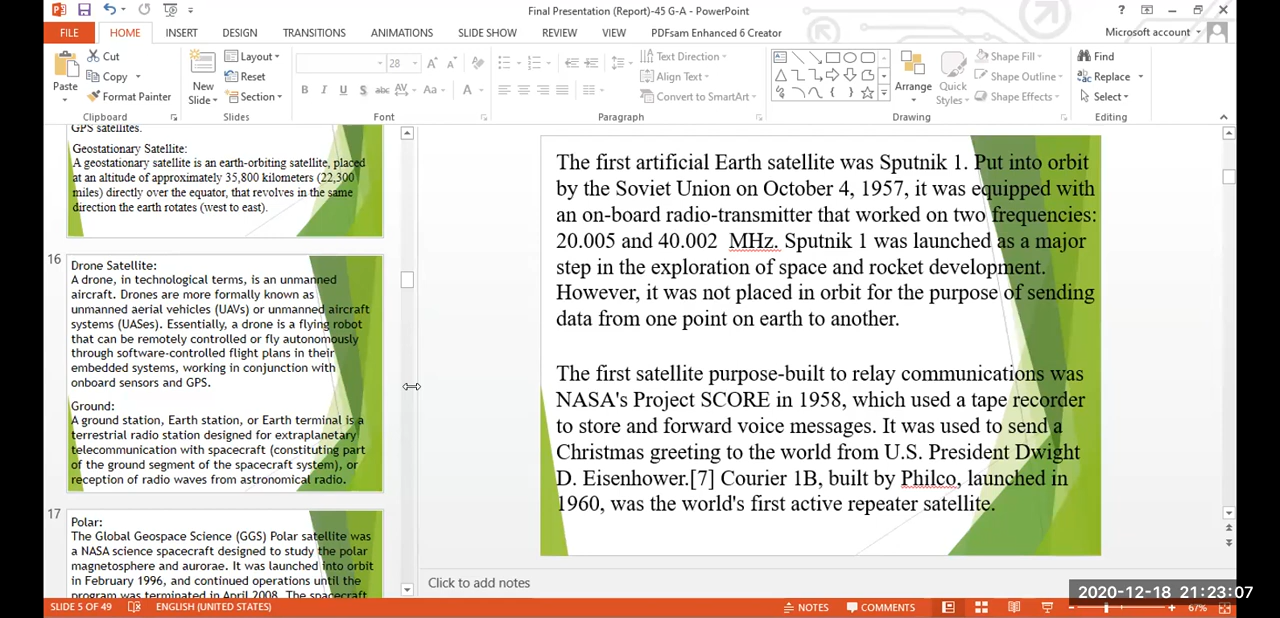 Final Presentation (Report)-45 G-A - PowerPoint
FILE HOME INSERT DESIGN TRANSITIONS ANIMATIONS SLIDE SHOW REVIEW VIEW PDFsam Enhanced 6 Creator Microsoft account
Paste
Cut
Copy
Format Painter
Clipboard
New
Slide
Layout
Reset
Section
Slides
28
B I U S abc AV Aa A
Font
Text Direction
Align Text
Convert to SmartArt
Paragraph
Arrange
Quick
Styles
Shape Fill
Shape Outline
Shape Effects
Drawing
Find
Replace
Select
Editing
GPS satellites.
Geostationary Satellite:
A geostationary satellite is an earth-orbiting satellite, placed
at an altitude of approximately 35,800 kilometers (22,300
miles) directly over the equator, that revolves in the same
direction the earth rotates (west to east).
16
Drone Satellite:
A drone, in technological terms, is an unmanned
aircraft. Drones are more formally known as
unmanned aerial vehicles (UAVs) or unmanned aircraft
systems (UASes). Essentially, a drone is a flying robot
that can be remotely controlled or fly autonomously
through software-controlled flight plans in their
embedded systems, working in conjunction with
onboard sensors and GPS.
Ground:
A ground station, Earth station, or Earth terminal is a
terrestrial radio station designed for extraplanetary
telecommunication with spacecraft (constituting part
of the ground segment of the spacecraft system), or
reception of radio waves from astronomical radio.
17
Polar:
The Global Geospace Science (GGS) Polar satellite was
a NASA science spacecraft designed to study the polar
magnetosphere and aurorae. It was launched into orbit
in February 1996, and continued operations until the
program was terminated in April 2008. The spacecraft
The first artificial Earth satellite was Sputnik 1. Put into orbit
by the Soviet Union on October 4, 1957, it was equipped with
an on-board radio-transmitter that worked on two frequencies:
20.005 and 40.002 MHz. Sputnik 1 was launched as a major
step in the exploration of space and rocket development.
However, it was not placed in orbit for the purpose of sending
data from one point on earth to another.
The first satellite purpose-built to relay communications was
NASA's Project SCORE in 1958, which used a tape recorder
to store and forward voice messages. It was used to send a
Christmas greeting to the world from U.S. President Dwight
D. Eisenhower.[7] Courier 1B, built by Philco, launched in
1960, was the world's first active repeater satellite.
Click to add notes
2020-12-18 21:23:07
SLIDE 5 OF 49 ENGLISH (UNITED STATES) NOTES COMMENTS 67%